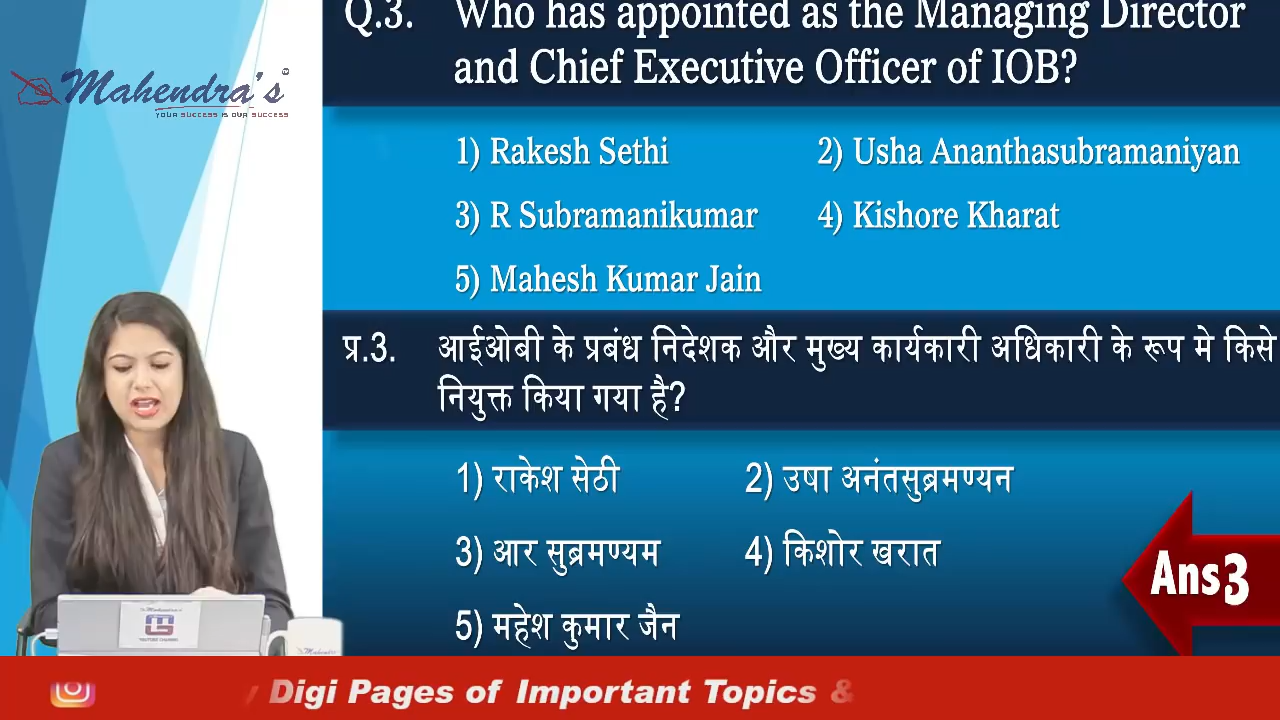 Mahendra's
YOUR SUCCESS IS OUR SUCCESS
Q.3. Who has appointed as the Managing Director
and Chief Executive Officer of IOB?
1) Rakesh Sethi 2) Usha Ananthasubramaniyan
3) R Subramanikumar 4) Kishore Kharat
5) Mahesh Kumar Jain
प्र.3. आईओबी के प्रबंध निदेशक और मुख्य कार्यकारी अधिकारी के रूप मे किसे
नियुक्त किया गया है?
1) राकेश सेठी 2) उषा अनंतसुब्रमण्यन
3) आर सुब्रमण्यम 4) किशोर खरात
5) महेश कुमार जैन
Ans3
Mahendra's
Digi Pages of Important Topics &